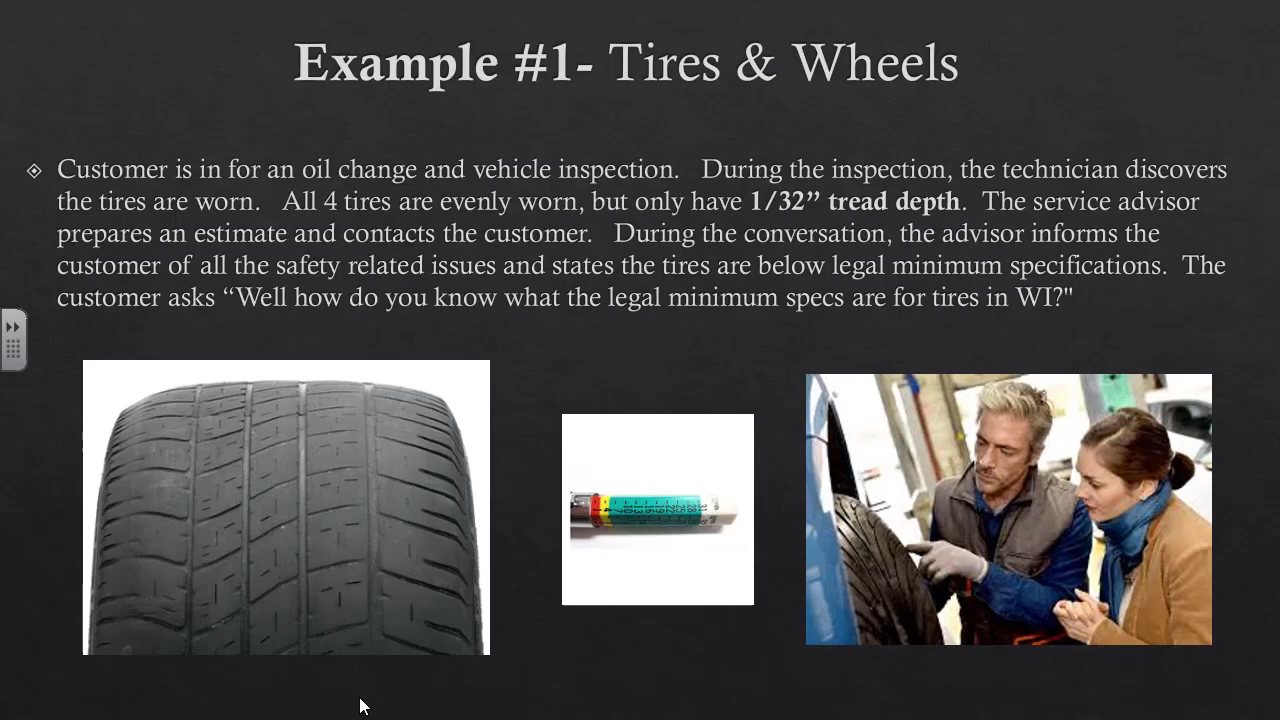 Example #1- Tires & Wheels
Customer is in for an oil change and vehicle inspection. During the inspection, the technician discovers
the tires are worn. All 4 tires are evenly worn, but only have 1/32” tread depth. The service advisor
prepares an estimate and contacts the customer. During the conversation, the advisor informs the
customer of all the safety related issues and states the tires are below legal minimum specifications. The
customer asks “Well how do you know what the legal minimum specs are for tires in WI?"